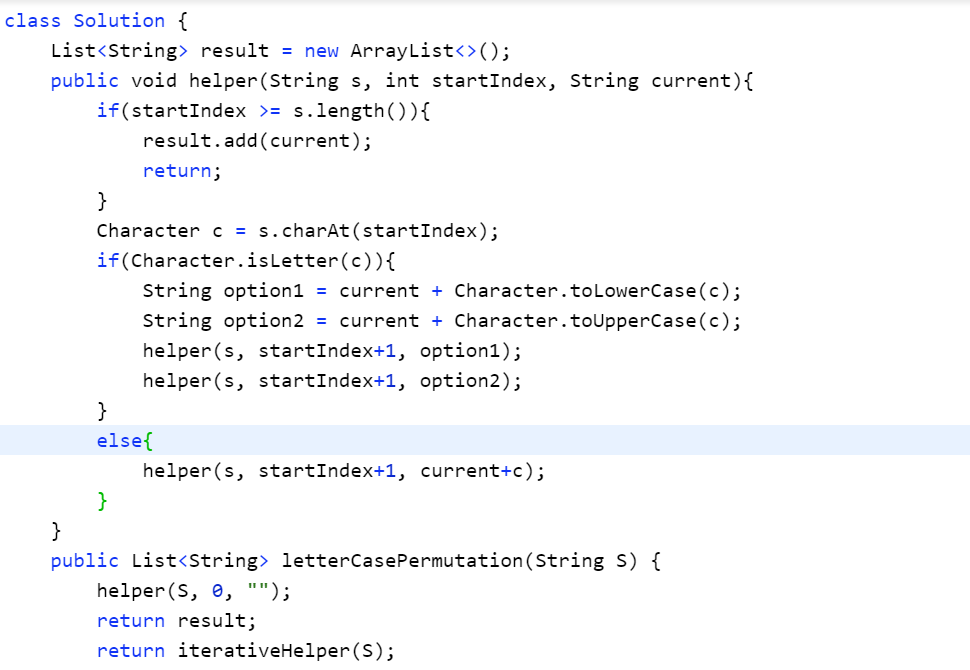 class Solution {
    List<String> result = new ArrayList<>();
    public void helper(String s, int startIndex, String current){
        if(startIndex >= s.length()){
            result.add(current);
            return;
        }
        Character c = s.charAt(startIndex);
        if(Character.isLetter(c)){
            String option1 = current + Character.toLowerCase(c);
            String option2 = current + Character.toUpperCase(c);
            helper(s, startIndex+1, option1);
            helper(s, startIndex+1, option2);
        }
        else{
            helper(s, startIndex+1, current+c);
        }
    }
    public List<String> letterCasePermutation(String S) {
        helper(S, 0, "");
        return result;
        return iterativeHelper(S);